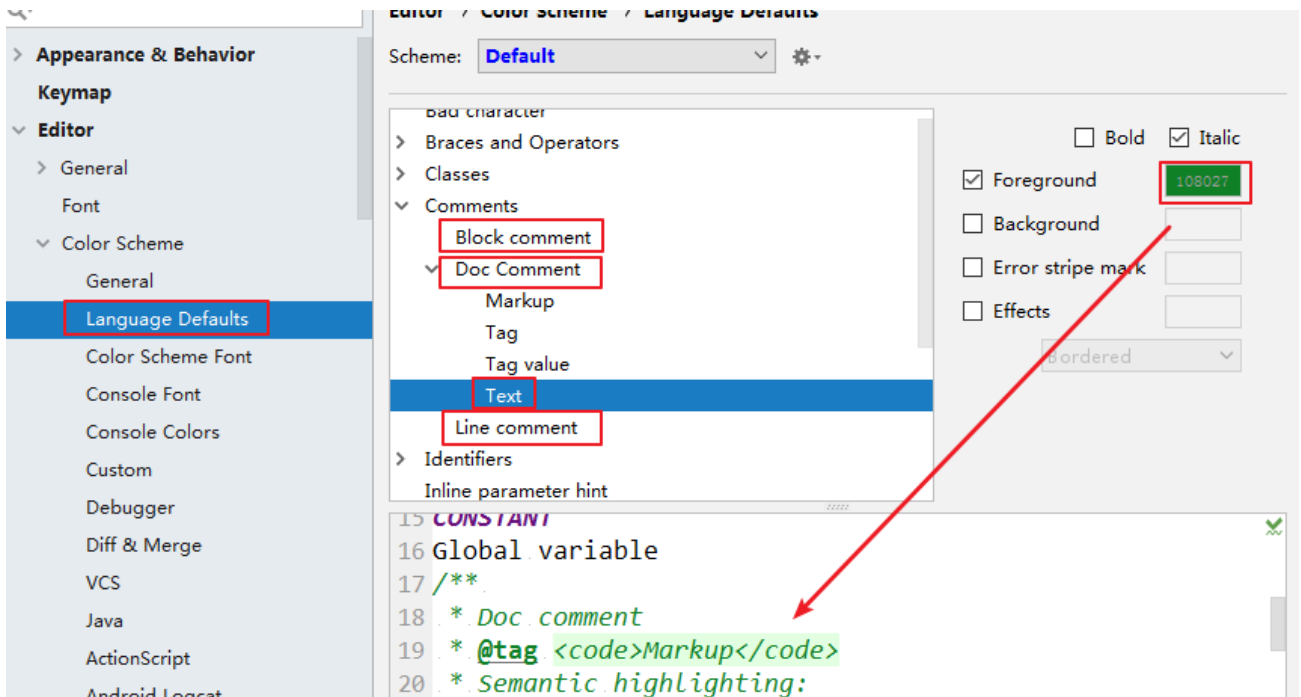 Editor > Color Scheme > Language Defaults
Appearance & Behavior
Keymap
Editor
General
Font
Color Scheme
General
Language Defaults
Color Scheme Font
Console Font
Console Colors
Custom
Debugger
Diff & Merge
VCS
Java
ActionScript
Android Logcat
Scheme: Default
Bad character
Braces and Operators
Classes
Comments
Block comment
Doc Comment
Markup
Tag
Tag value
Text
Line comment
Identifiers
Inline parameter hint
Bold Italic
Foreground 108027
Background
Error stripe mark
Effects
Bordered
15 CONSTANT
16 Global variable
17 /**
18 * Doc comment
19 * @tag <code>Markup</code>
20 * Semantic highlighting: